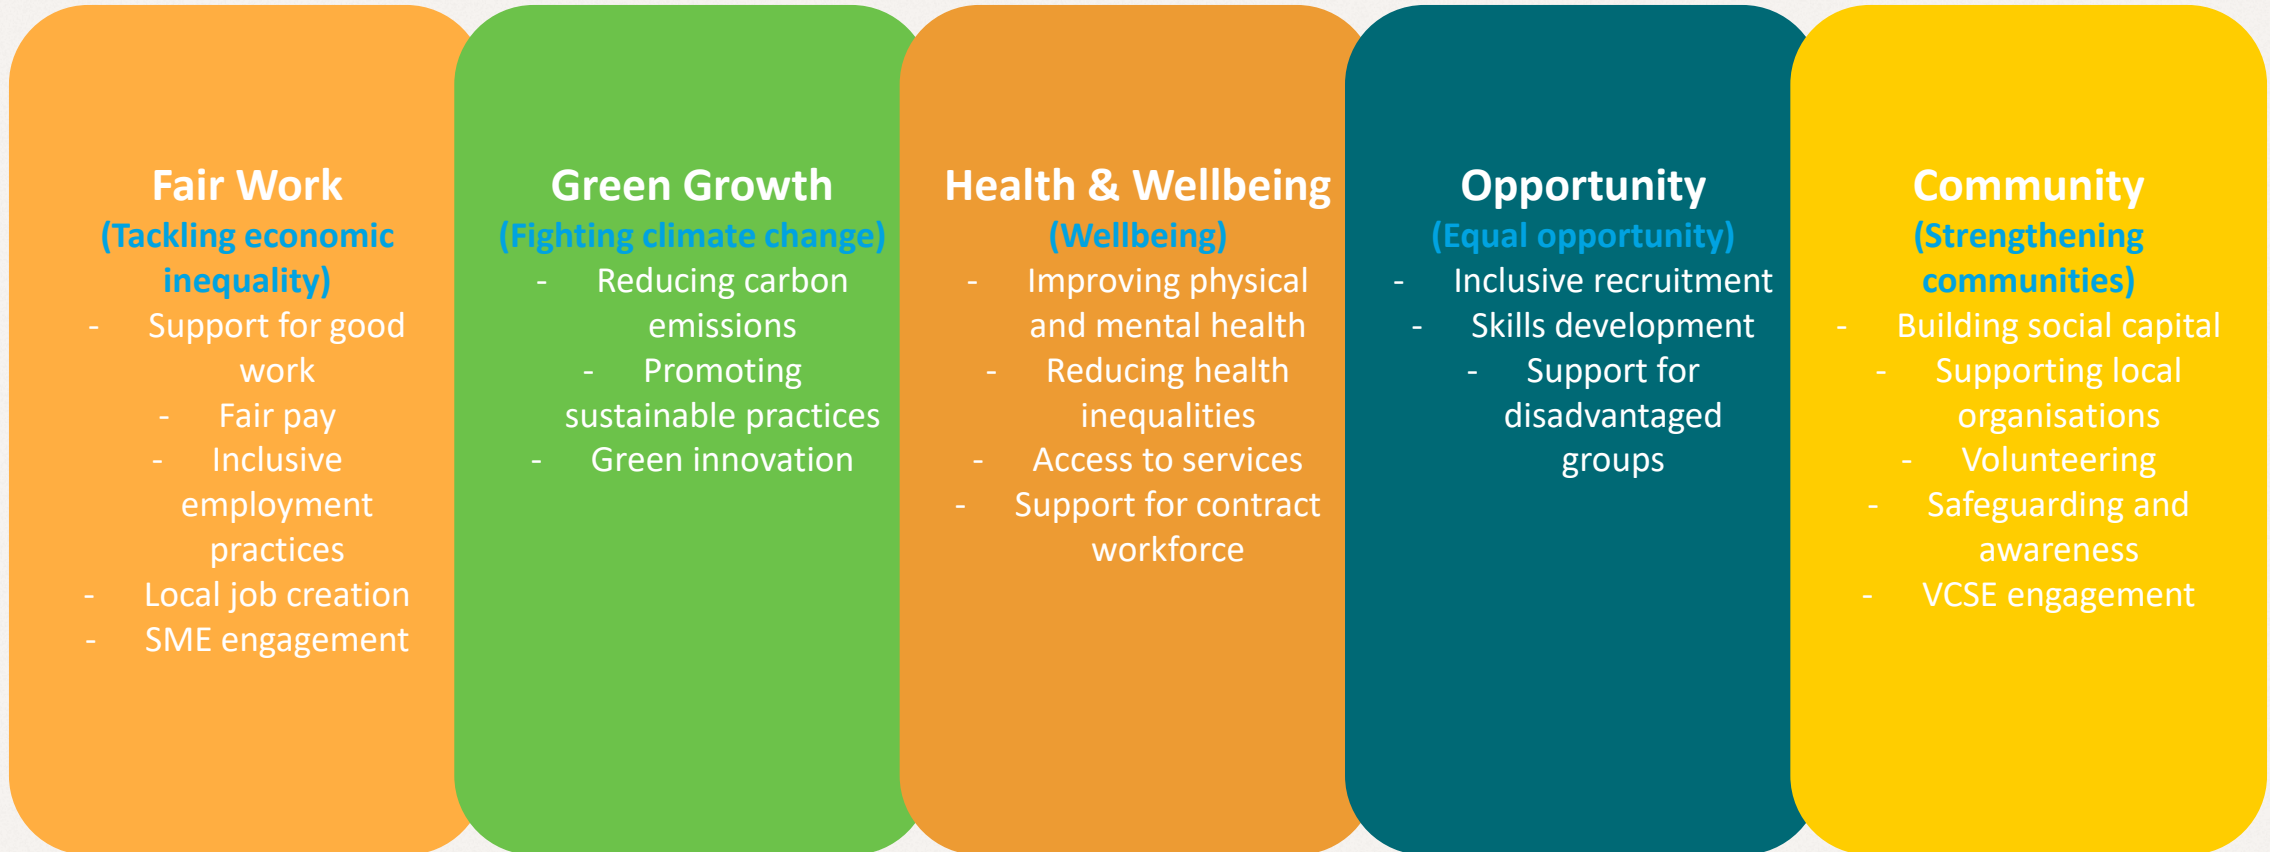 Fair Work
(Tackling economic
inequality)
- Support for good
work
- Fair pay
- Inclusive
employment
practices
- Local job creation
- SME engagement
Green Growth
(Fighting climate change)
- Reducing carbon
emissions
- Promoting
sustainable practices
- Green innovation
Health & Wellbeing
(Wellbeing)
- Improving physical
and mental health
- Reducing health
inequalities
- Access to services
- Support for contract
workforce
Opportunity
(Equal opportunity)
- Inclusive recruitment
- Skills development
- Support for
disadvantaged
groups
Community
(Strengthening
communities)
- Building social capital
- Supporting local
organisations
- Volunteering
- Safeguarding and
awareness
- VCSE engagement